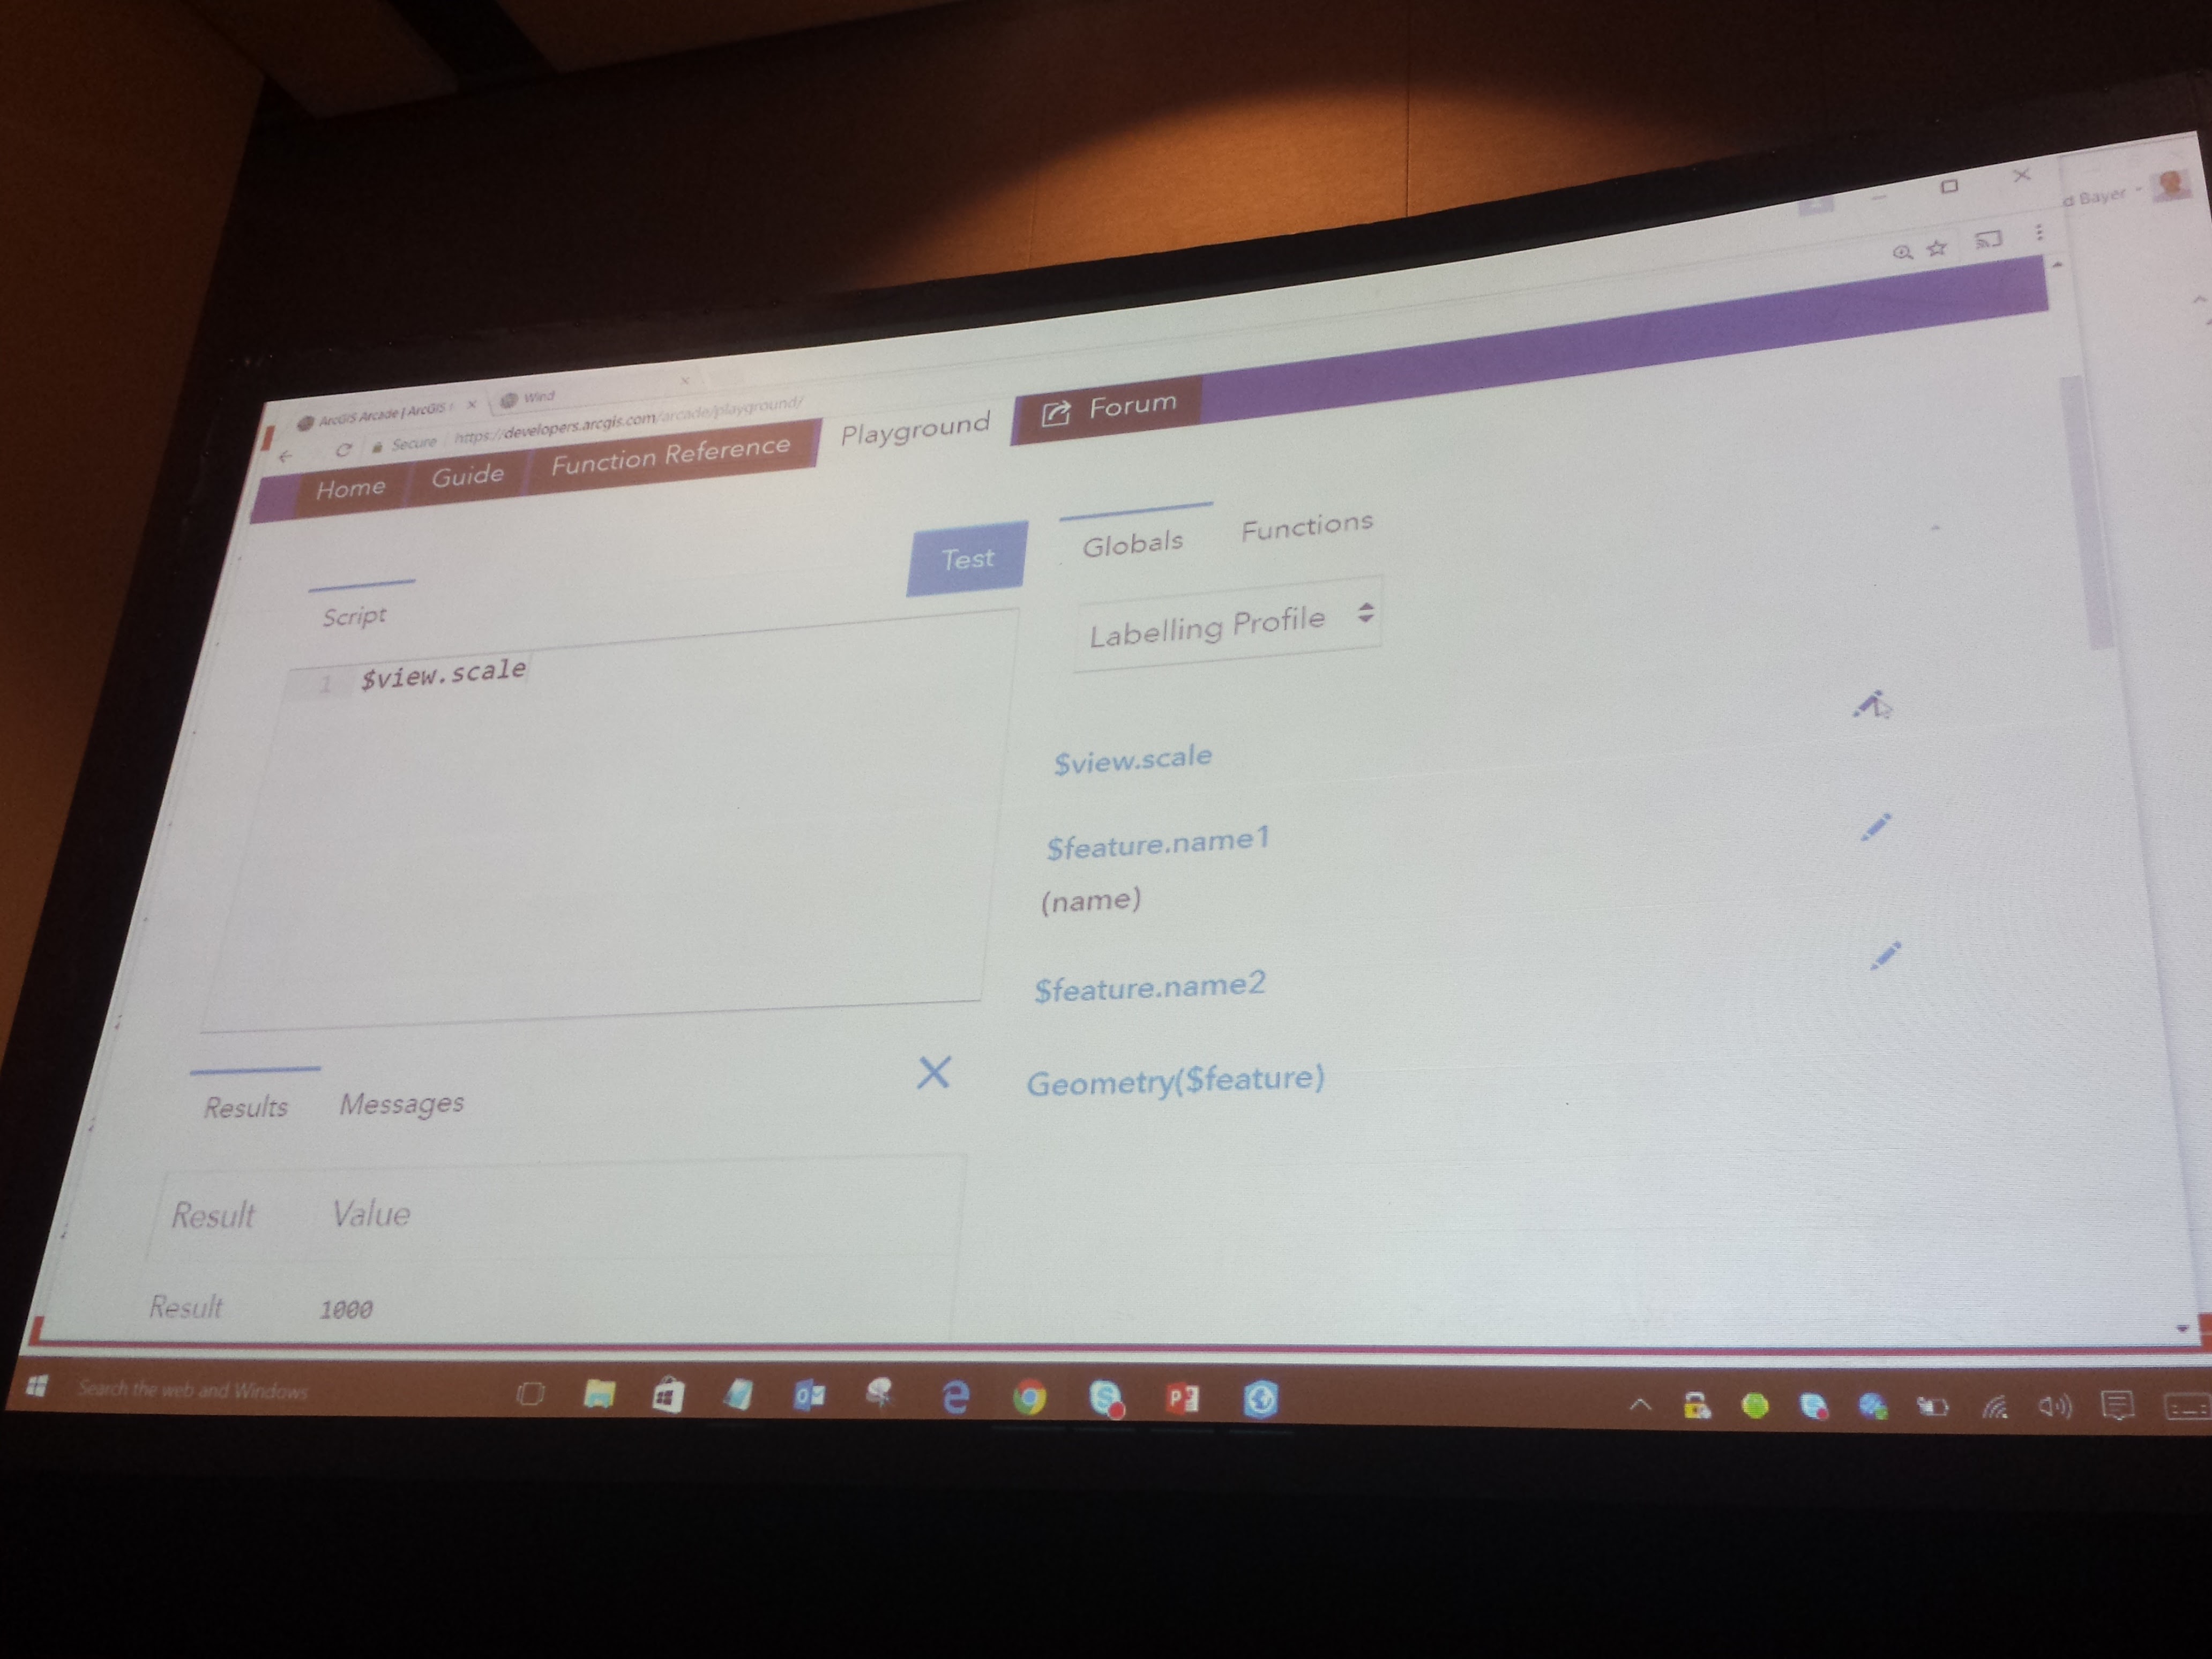 d Bayer
ArcGIS Arcade | ArcGIS
Wind
Secure
https://developers.arcgis.com/arcade/playground/
Home
Guide
Function Reference
Playground
Forum
Script
Test
Globals
Functions
Labelling Profile
1 $view.scale
$view.scale
$feature.name1
(name)
$feature.name2
Geometry($feature)
Results
Messages
Result
Value
Result
1000
Search the web and Windows